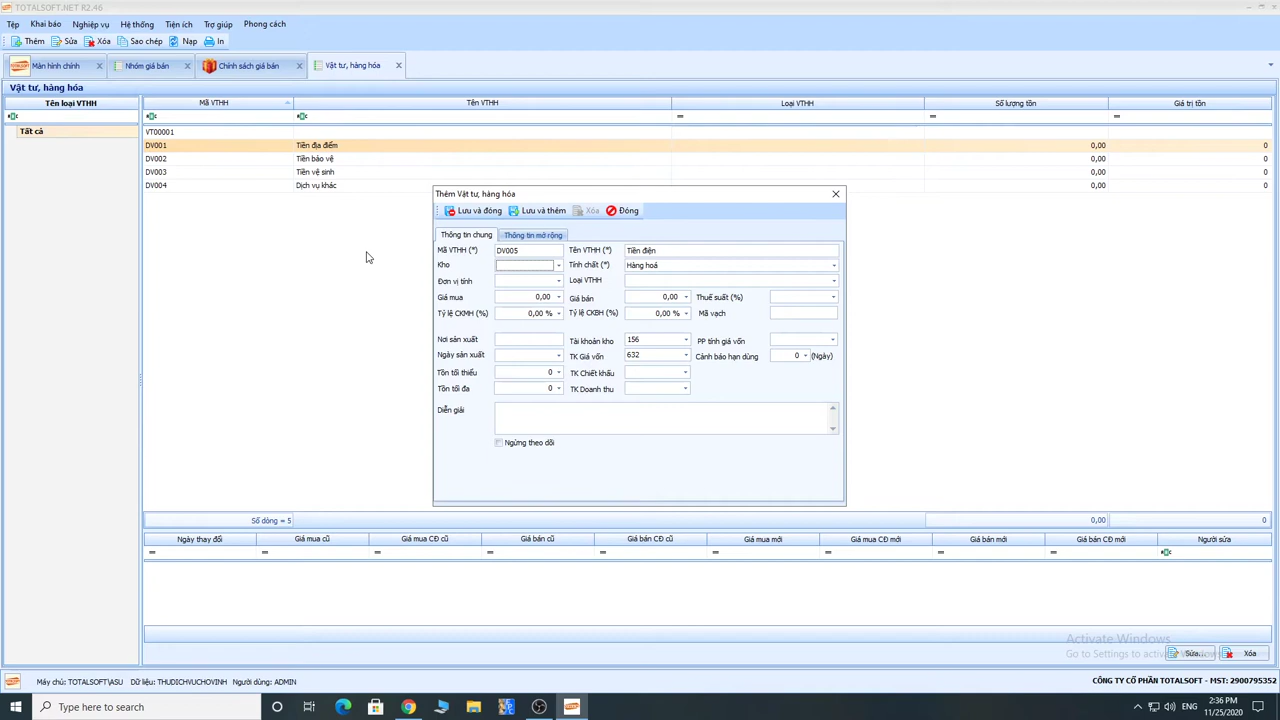 TOTALSOFT.NET R2.46
Tệp Khai báo Nghiệp vụ Hệ thống Tiện ích Trợ giúp Phong cách
Thêm Sửa Xóa Sao chép Nạp In
Màn hình chính Nhóm giá bán Chính sách giá bán Vật tư, hàng hóa
Vật tư, hàng hóa
Tên loại VTHH Mã VTHH Tên VTHH Loại VTHH Số lượng tồn Giá trị tồn
Tất cả VT00001
DV001 Tiền địa điểm 0,00 0
DV002 Tiền bảo vệ 0,00 0
DV003 Tiền vệ sinh 0,00 0
DV004 Dịch vụ khác 0,00 0
Thêm Vật tư, hàng hóa
Lưu và đóng Lưu và thêm Xóa Đóng
Thông tin chung Thông tin mở rộng
Mã VTHH (*) DV005 Tên VTHH (*) Tiền điện
Kho Tính chất (*) Hàng hoá
Đơn vị tính Loại VTHH
Giá mua 0,00 Giá bán 0,00 Thuế suất (%)
Tỷ lệ CKMH (%) 0,00 % Tỷ lệ CKBH (%) 0,00 % Mã vạch
Nơi sản xuất Tài khoản kho 156 PP tính giá vốn
Ngày sản xuất TK Giá vốn 632 Cảnh báo hạn dùng 0 (Ngày)
Tồn tối thiểu 0 TK Chiết khấu
Tồn tối đa 0 TK Doanh thu
Diễn giải
Ngừng theo dõi
Số dòng = 5 0,00 0
Ngày thay đổi Giá mua cũ Giá mua CĐ cũ Giá bán cũ Giá bán CĐ cũ Giá mua mới Giá mua CĐ mới Giá bán mới Giá bán CĐ mới Người sửa
Activate Windows
Go to Settings to activate Windows.
Sửa Xóa
Máy chủ: TOTALSOFT\ASU Dữ liệu: THUDICHVUCHOVINH Người dùng: ADMIN CÔNG TY CỔ PHẦN TOTALSOFT - MST: 2900795352
Type here to search ENG 2:36 PM
11/25/2020